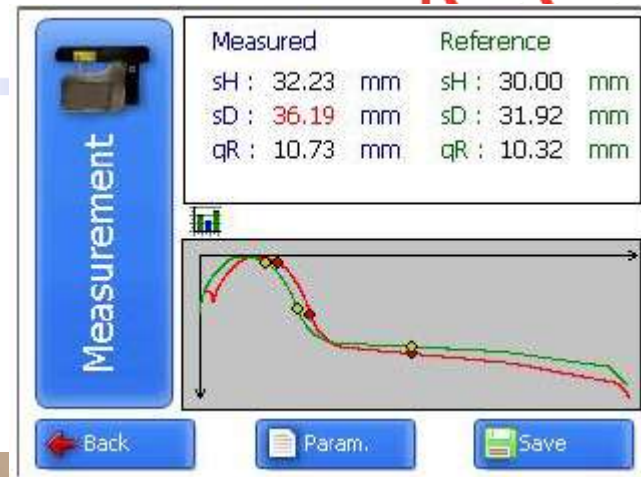 Measurement
Measured Reference
sH : 32.23 mm sH : 30.00 mm
sD : 36.19 mm sD : 31.92 mm
qR : 10.73 mm qR : 10.32 mm
Back Param. Save